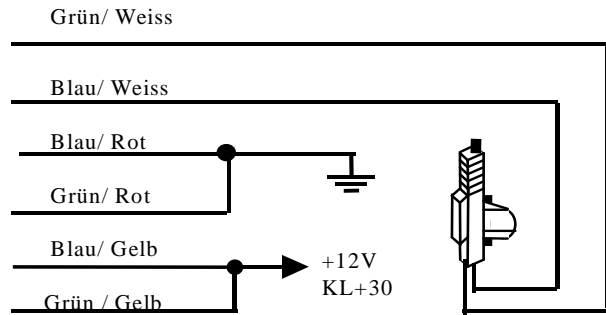 Grün/ Weiss
Blau/ Weiss
Blau/ Rot
Grün/ Rot
Blau/ Gelb
+12V
KL+30
Grün / Gelb